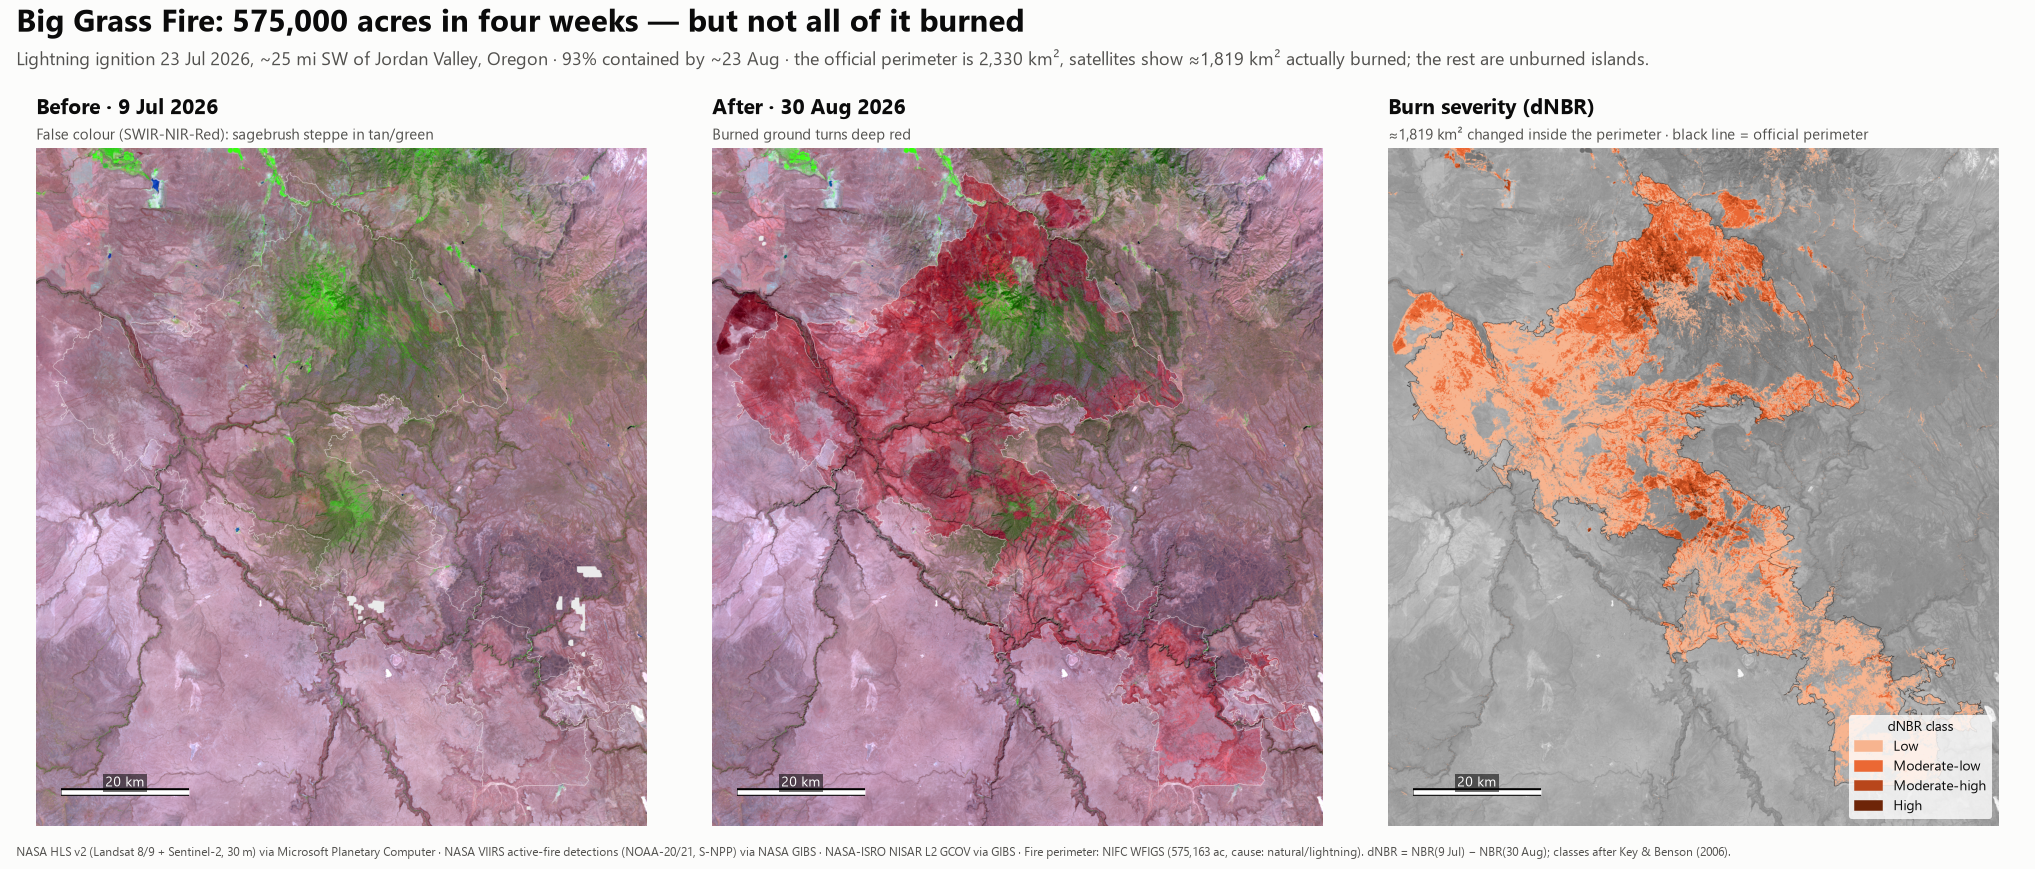 Big Grass Fire: 575,000 acres in four weeks — but not all of it burned
Lightning ignition 23 Jul 2026, ~25 mi SW of Jordan Valley, Oregon · 93% contained by ~23 Aug · the official perimeter is 2,330 km², satellites show ≈1,819 km² actually burned; the rest are unburned islands.
Before · 9 Jul 2026
False colour (SWIR-NIR-Red): sagebrush steppe in tan/green
20 km
After · 30 Aug 2026
Burned ground turns deep red
20 km
Burn severity (dNBR)
≈1,819 km² changed inside the perimeter · black line = official perimeter
20 km
dNBR class
Low
Moderate-low
Moderate-high
High
NASA HLS v2 (Landsat 8/9 + Sentinel-2, 30 m) via Microsoft Planetary Computer · NASA VIIRS active-fire detections (NOAA-20/21, S-NPP) via NASA GIBS · NASA-ISRO NISAR L2 GCOV via GIBS · Fire perimeter: NIFC WFIGS (575,163 ac, cause: natural/lightning). dNBR = NBR(9 Jul) − NBR(30 Aug); classes after Key & Benson (2006).